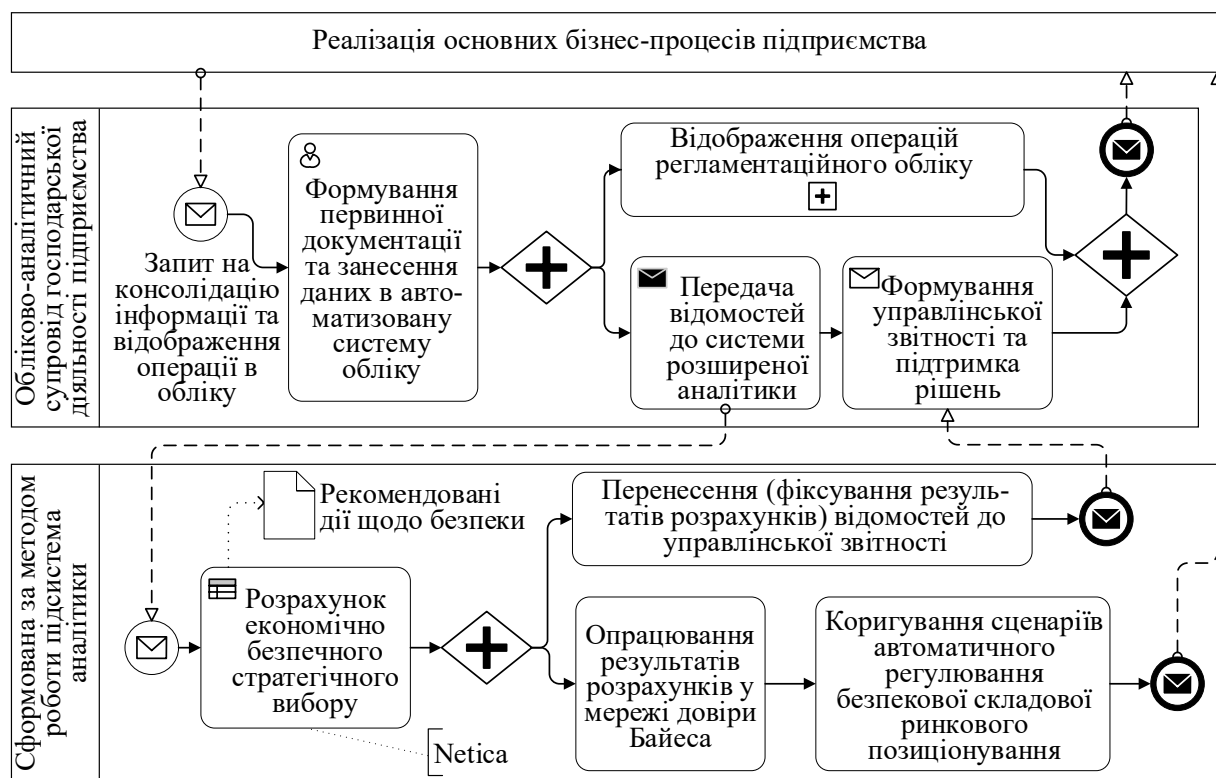 Реалізація основних бізнес-процесів підприємства
Обліково-аналітичний
супровід господарської
діяльності підприємства
Запит на
консолідацію
інформації та
відображення
операції в
обліку
Формування
первинної
документації
та занесення
даних в авто-
матизовану
систему
обліку
Відображення операцій
регламентаційного обліку
Передача
відомостей
до системи
розширеної
аналітики
Формування
управлінської
звітності та
підтримка
рішень
Сформована за методом
роботи підсистема
аналітики
Рекомендовані
дії щодо безпеки
Розрахунок
економічно
безпечного
стратегічного
вибору
Netica
Перенесення (фіксування резуль-
татів розрахунків) відомостей до
управлінської звітності
Опрацювання
результатів
розрахунків у
мережі довіри
Байеса
Коригування сценаріїв
автоматичного
регулювання
безпекової складової
ринкового
позиціонування